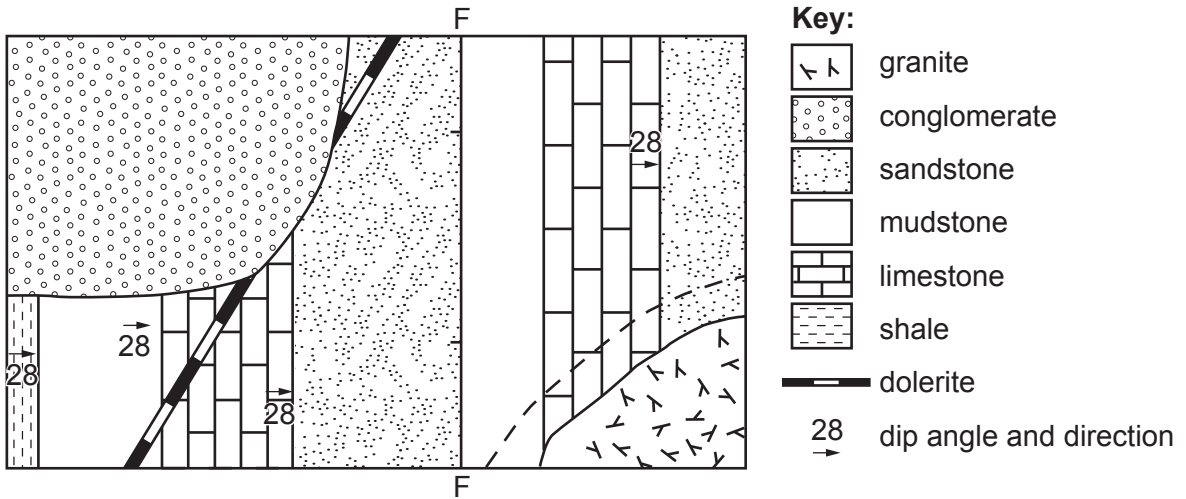 F
Key:
granite
conglomerate
sandstone
28
mudstone
limestone
28
shale
28
dolerite
28
28 dip angle and direction
F